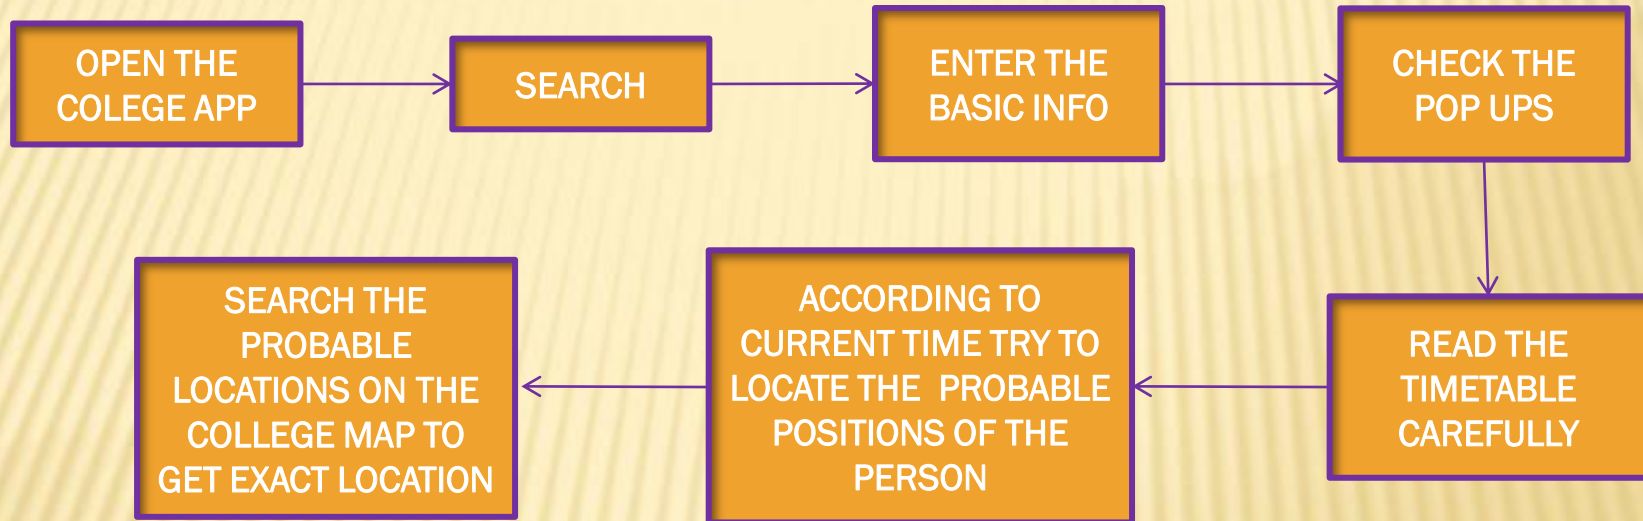 OPEN THE
COLEGE APP
SEARCH
ENTER THE
BASIC INFO
CHECK THE
POP UPS
READ THE
TIMETABLE
CAREFULLY
ACCORDING TO
CURRENT TIME TRY TO
LOCATE THE  PROBABLE
POSITIONS OF THE
PERSON
SEARCH THE
PROBABLE
LOCATIONS ON THE
COLLEGE MAP TO
GET EXACT LOCATION